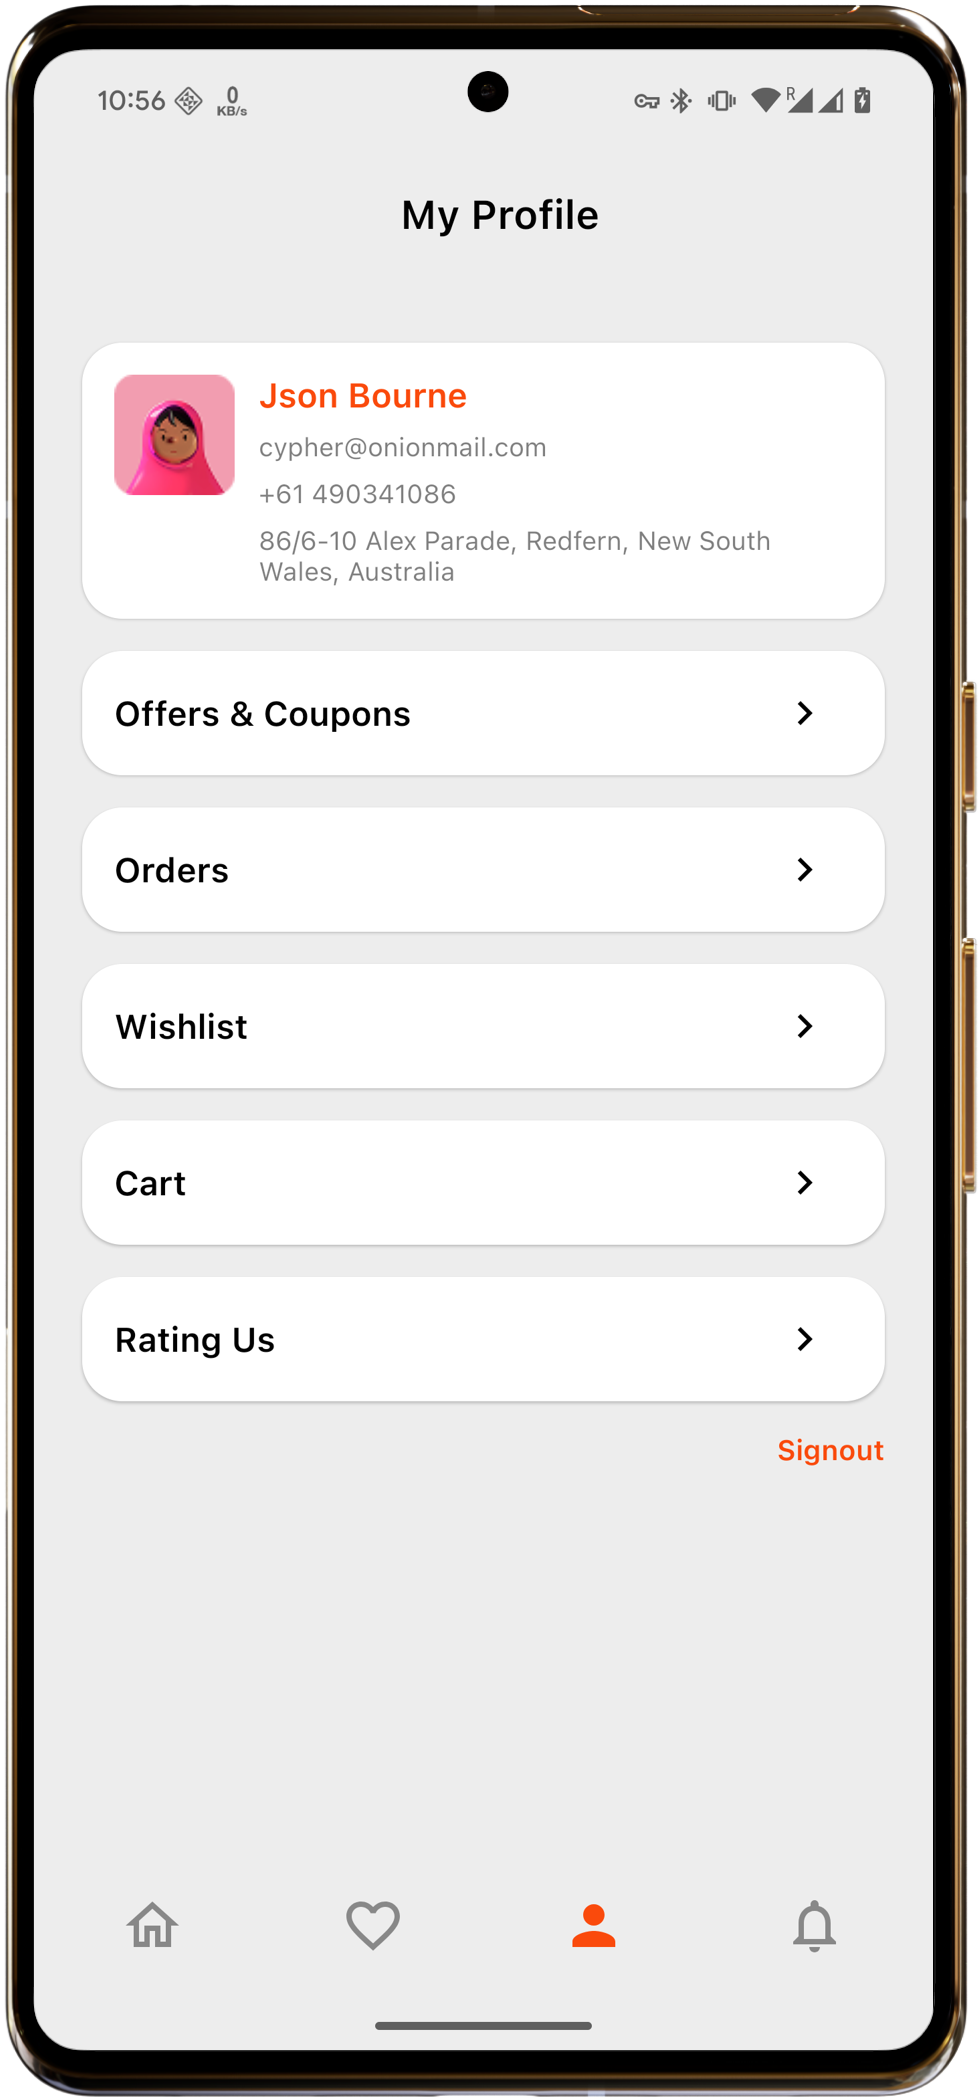 10:56 0 R
KB/s
My Profile
Json Bourne
cypher@onionmail.com
+61 490341086
86/6-10 Alex Parade, Redfern, New South
Wales, Australia
Offers & Coupons
Orders
Wishlist
Cart
Rating Us
Signout